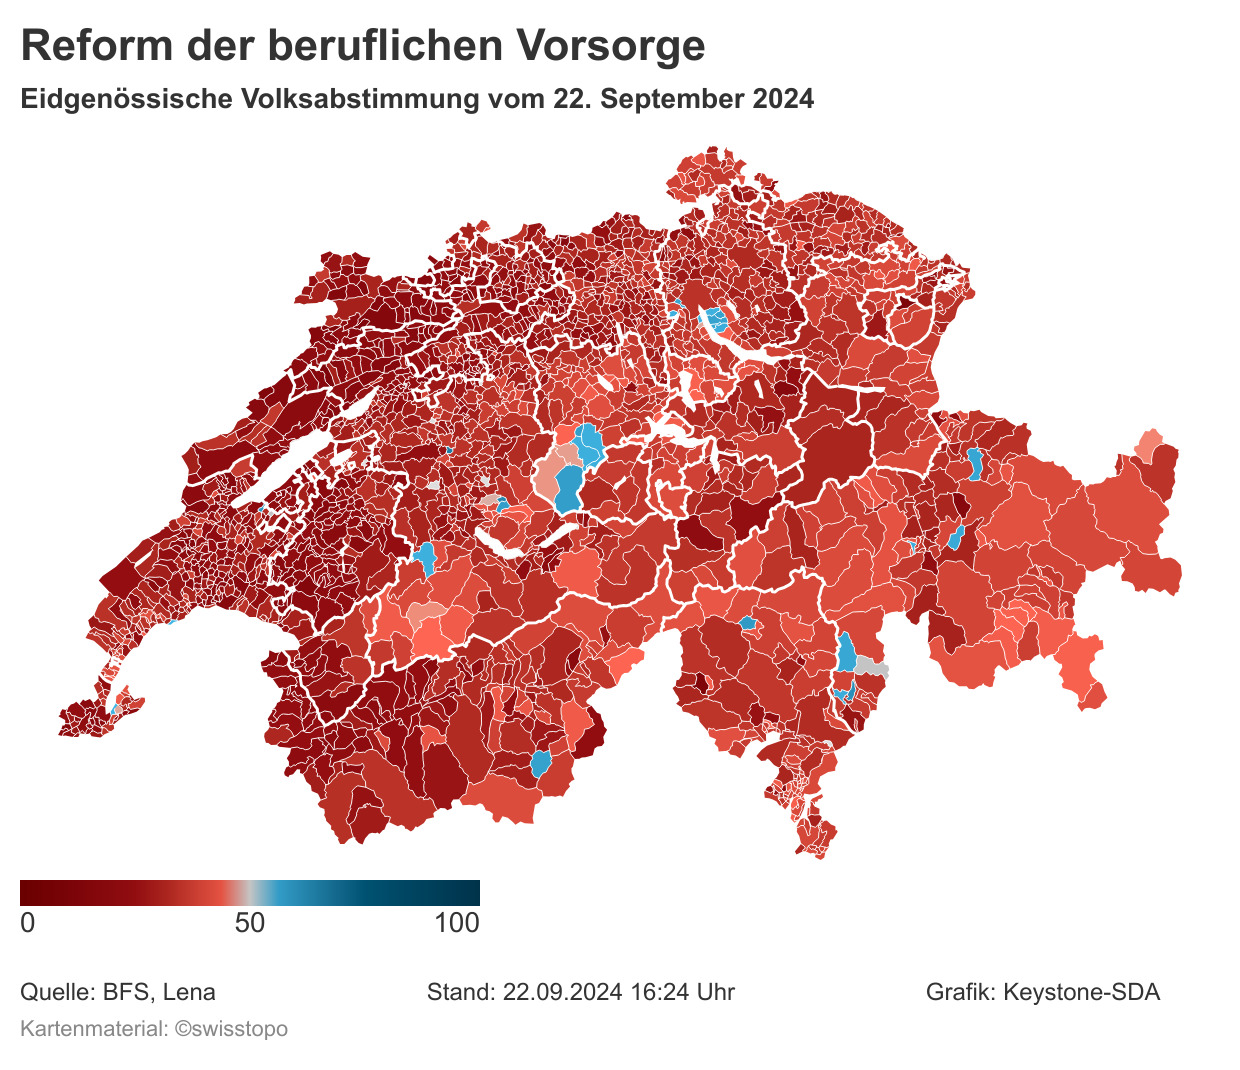 Reform der beruflichen Vorsorge
Eidgenössische Volksabstimmung vom 22. September 2024
0 50 100
Quelle: BFS, Lena Stand: 22.09.2024 16:24 Uhr Grafik: Keystone-SDA
Kartenmaterial: ©swisstopo